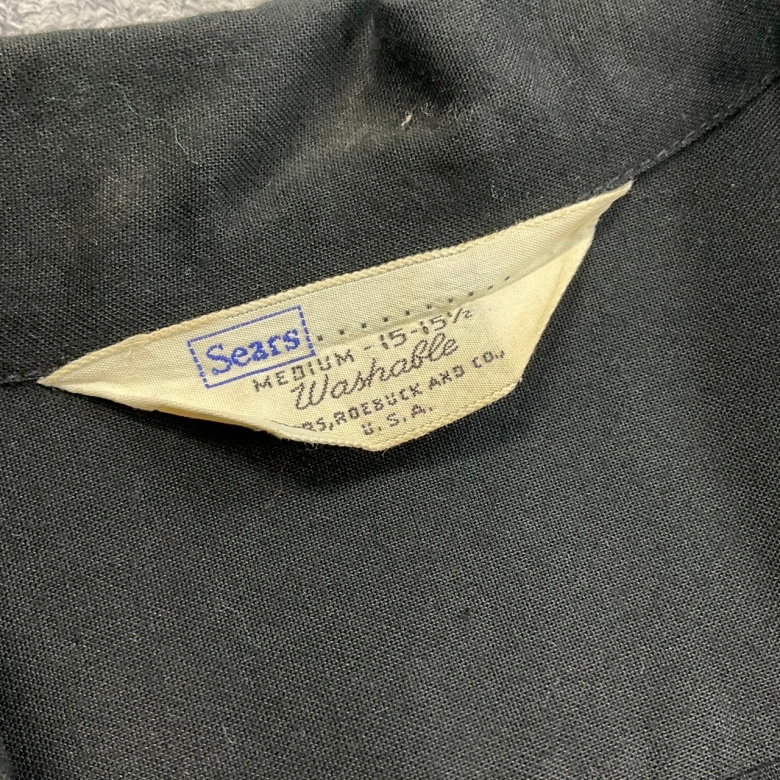 Sears..........
MEDIUM - 15-15½
Washable
RS, ROEBUCK AND CO.,
U.S.A.